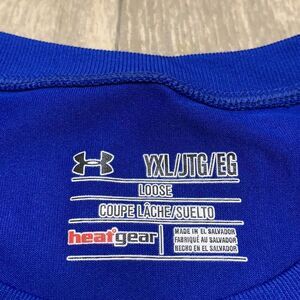 YXL/JTG/EG
LOOSE
COUPE LÂCHE/SUELTO
heatgear
MADE IN EL SALVADOR
FABRIQUÉ AU SALVADOR
HECHO EN EL SALVADOR